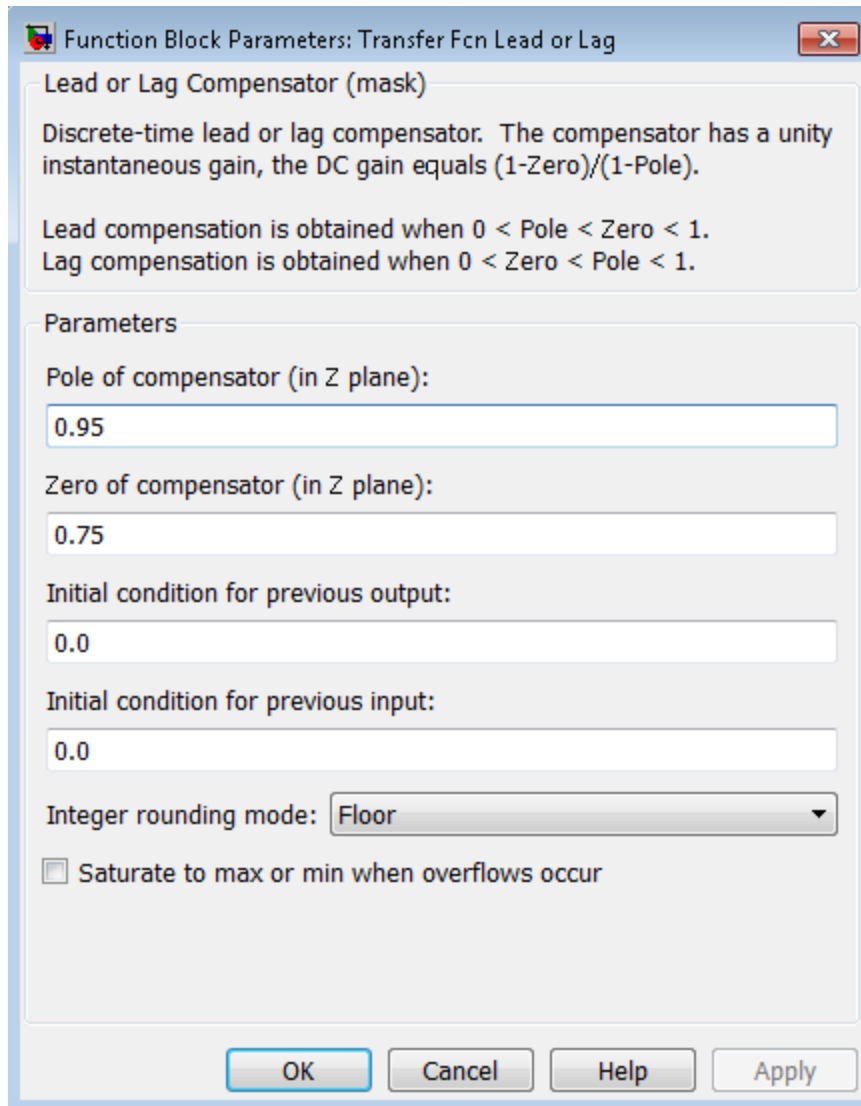 Function Block Parameters: Transfer Fcn Lead or Lag
Lead or Lag Compensator (mask)
Discrete-time lead or lag compensator.  The compensator has a unity
instantaneous gain, the DC gain equals (1-Zero)/(1-Pole).
Lead compensation is obtained when 0 < Pole < Zero < 1.
Lag compensation is obtained when 0 < Zero < Pole < 1.
Parameters
Pole of compensator (in Z plane):
0.95
Zero of compensator (in Z plane):
0.75
Initial condition for previous output:
0.0
Initial condition for previous input:
0.0
Integer rounding mode: Floor
Saturate to max or min when overflows occur
OK Cancel Help Apply